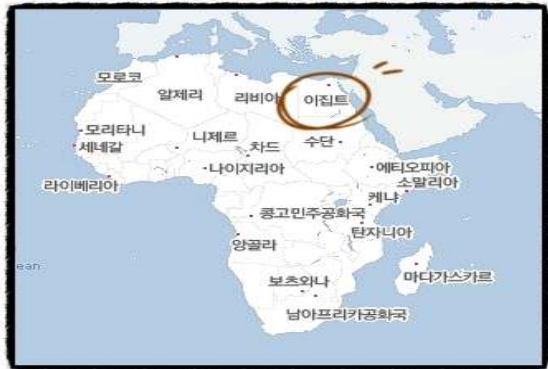 모로코
알제리
리비아
이집트
모리타니
세네갈
니제르
차드
수단
나이지리아
에티오피아
소말리아
라이베리아
케냐
콩고민주공화국
탄자니아
앙골라
마다가스카르
보츠와나
남아프리카공화국
ean